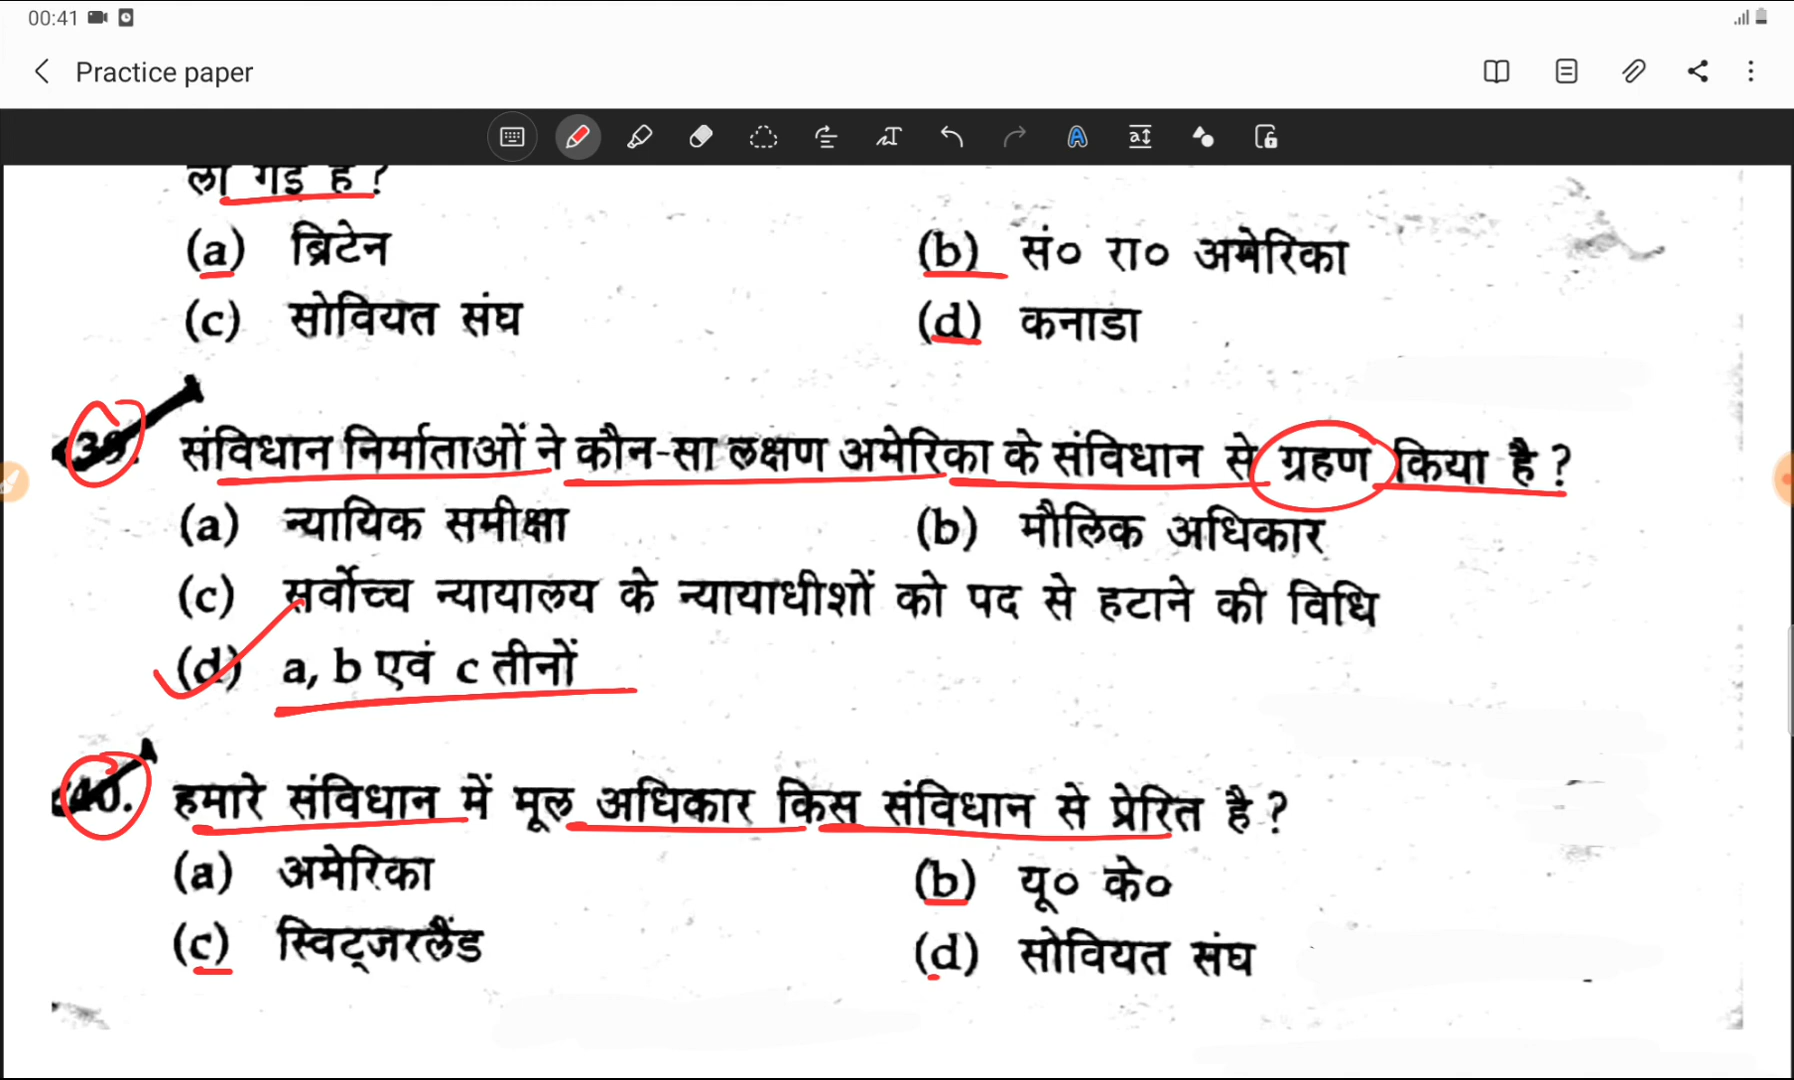 00:41
Practice paper
ली गई है ?
(a) ब्रिटेन (b) सं० रा० अमेरिका
(c) सोवियत संघ (d) कनाडा
39. संविधान निर्माताओं ने कौन-सा लक्षण अमेरिका के संविधान से ग्रहण किया है ?
(a) न्यायिक समीक्षा (b) मौलिक अधिकार
(c) सर्वोच्च न्यायालय के न्यायाधीशों को पद से हटाने की विधि
(d) a, b एवं c तीनों
40. हमारे संविधान में मूल अधिकार किस संविधान से प्रेरित है ?
(a) अमेरिका (b) यू० के०
(c) स्विट्जरलैंड (d) सोवियत संघ